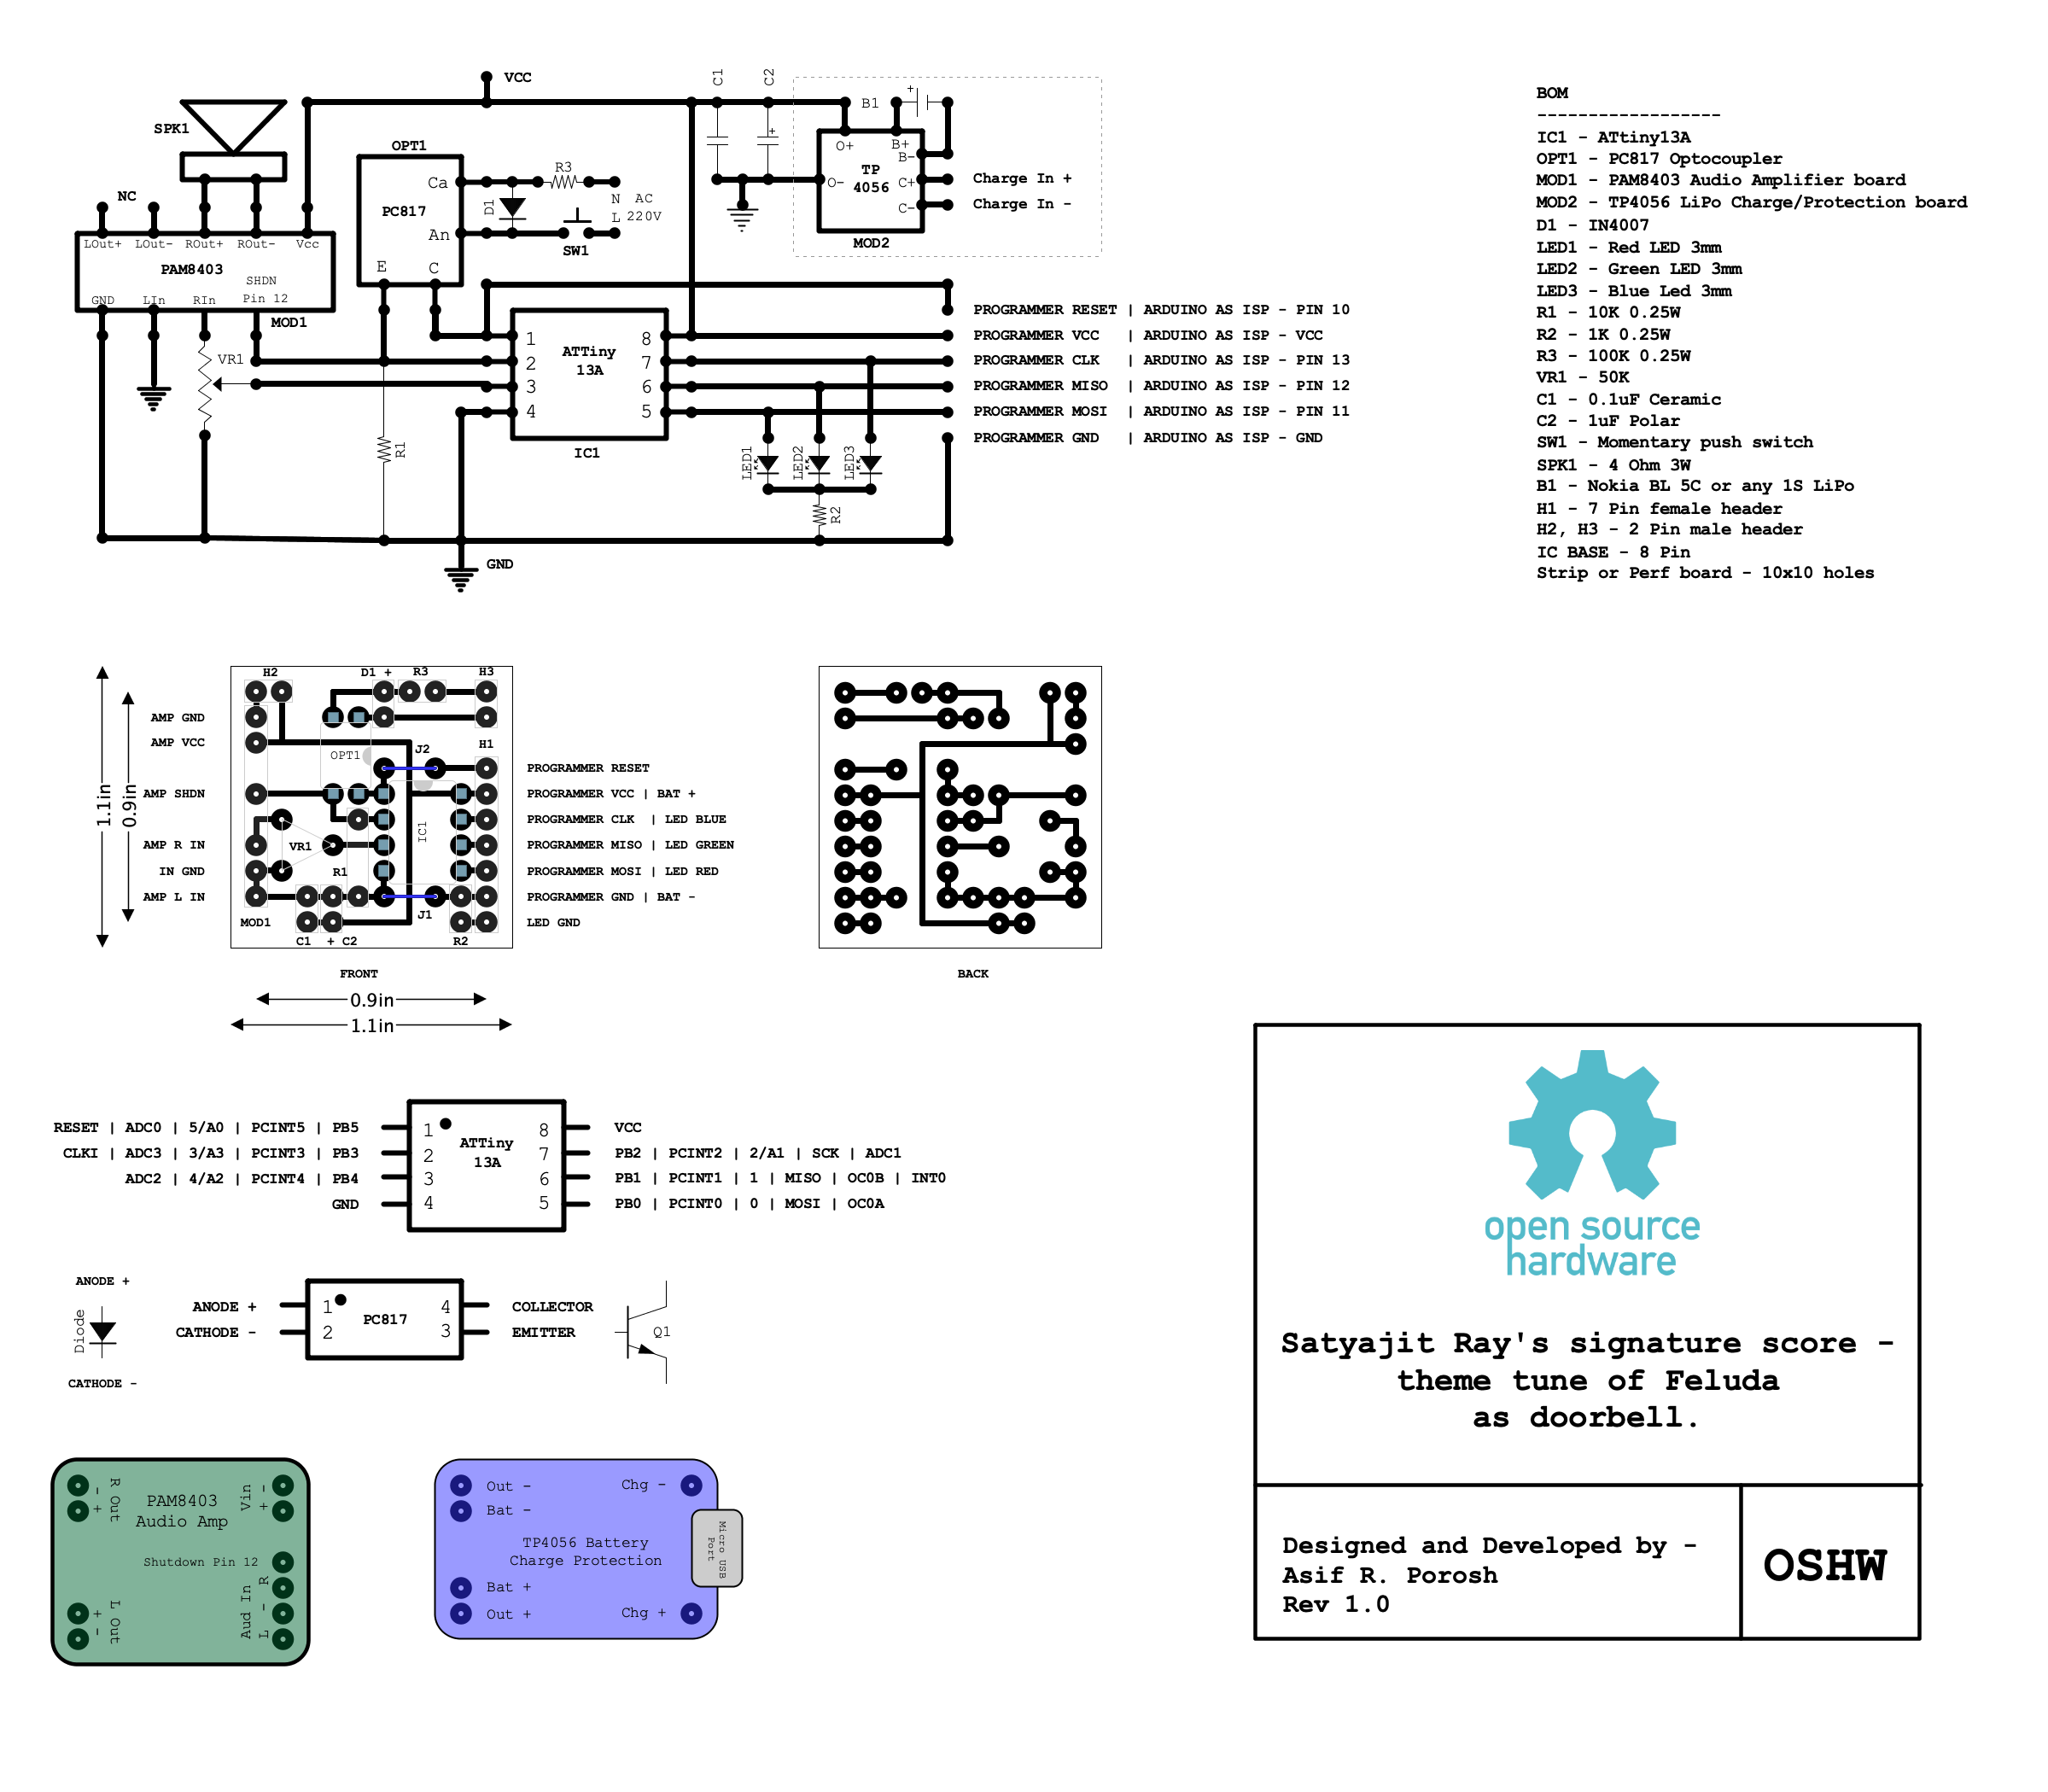 VCC
C1
C2
SPK1
OPT1
B1
+
+
O+
B+
B-
TP
4056
O-
C+
C-
MOD2
Charge In +
Charge In -
Ca
R3
PC817
D1
N
L
AC
220V
An
SW1
E
C
NC
LOut+
LOut-
ROut+
ROut-
Vcc
PAM8403
SHDN
Pin 12
GND
LIn
RIn
MOD1
VR1
1
2
3
4
ATTiny
13A
8
7
6
5
IC1
R1
LED1
LED2
LED3
R2
GND
PROGRAMMER RESET | ARDUINO AS ISP - PIN 10
PROGRAMMER VCC | ARDUINO AS ISP - VCC
PROGRAMMER CLK | ARDUINO AS ISP - PIN 13
PROGRAMMER MISO | ARDUINO AS ISP - PIN 12
PROGRAMMER MOSI | ARDUINO AS ISP - PIN 11
PROGRAMMER GND | ARDUINO AS ISP - GND
BOM
------------------
IC1 - ATtiny13A
OPT1 - PC817 Optocoupler
MOD1 - PAM8403 Audio Amplifier board
MOD2 - TP4056 LiPo Charge/Protection board
D1 - IN4007
LED1 - Red LED 3mm
LED2 - Green LED 3mm
LED3 - Blue Led 3mm
R1 - 10K 0.25W
R2 - 1K 0.25W
R3 - 100K 0.25W
VR1 - 50K
C1 - 0.1uF Ceramic
C2 - 1uF Polar
SW1 - Momentary push switch
SPK1 - 4 Ohm 3W
B1 - Nokia BL 5C or any 1S LiPo
H1 - 7 Pin female header
H2, H3 - 2 Pin male header
IC BASE - 8 Pin
Strip or Perf board - 10x10 holes
H2
D1 +
R3
H3
AMP GND
AMP VCC
AMP SHDN
AMP R IN
IN GND
AMP L IN
1.1in
0.9in
OPT1
J2
H1
IC1
VR1
R1
J1
MOD1
C1
+ C2
R2
PROGRAMMER RESET
PROGRAMMER VCC | BAT +
PROGRAMMER CLK | LED BLUE
PROGRAMMER MISO | LED GREEN
PROGRAMMER MOSI | LED RED
PROGRAMMER GND | BAT -
LED GND
FRONT
0.9in
1.1in
BACK
RESET | ADC0 | 5/A0 | PCINT5 | PB5
CLKI | ADC3 | 3/A3 | PCINT3 | PB3
ADC2 | 4/A2 | PCINT4 | PB4
GND
1
2
3
4
ATTiny
13A
8
7
6
5
VCC
PB2 | PCINT2 | 2/A1 | SCK | ADC1
PB1 | PCINT1 | 1 | MISO | OC0B | INT0
PB0 | PCINT0 | 0 | MOSI | OC0A
ANODE +
Diode
CATHODE -
ANODE +
CATHODE -
1
2
PC817
4
3
COLLECTOR
EMITTER
Q1
R Out
- +
PAM8403
Audio Amp
Vin
+ -
Shutdown Pin 12
L Out
+ -
Aud In
L - R
Out -
Bat -
Chg -
TP4056 Battery
Charge Protection
Micro USB
Port
Bat +
Out +
Chg +
open source
hardware
Satyajit Ray's signature score -
theme tune of Feluda
as doorbell.
Designed and Developed by -
Asif R. Porosh
Rev 1.0
OSHW